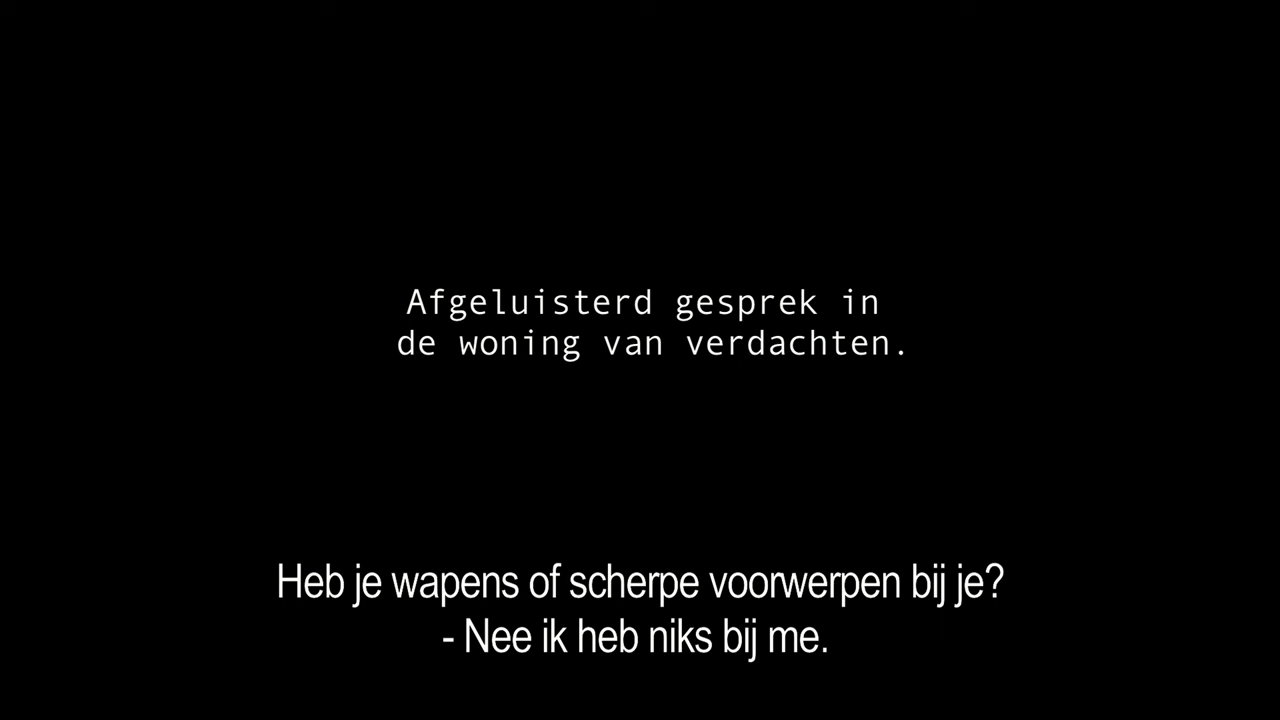 Afgeluisterd gesprek in
de woning van verdachten.
Heb je wapens of scherpe voorwerpen bij je?
- Nee ik heb niks bij me.